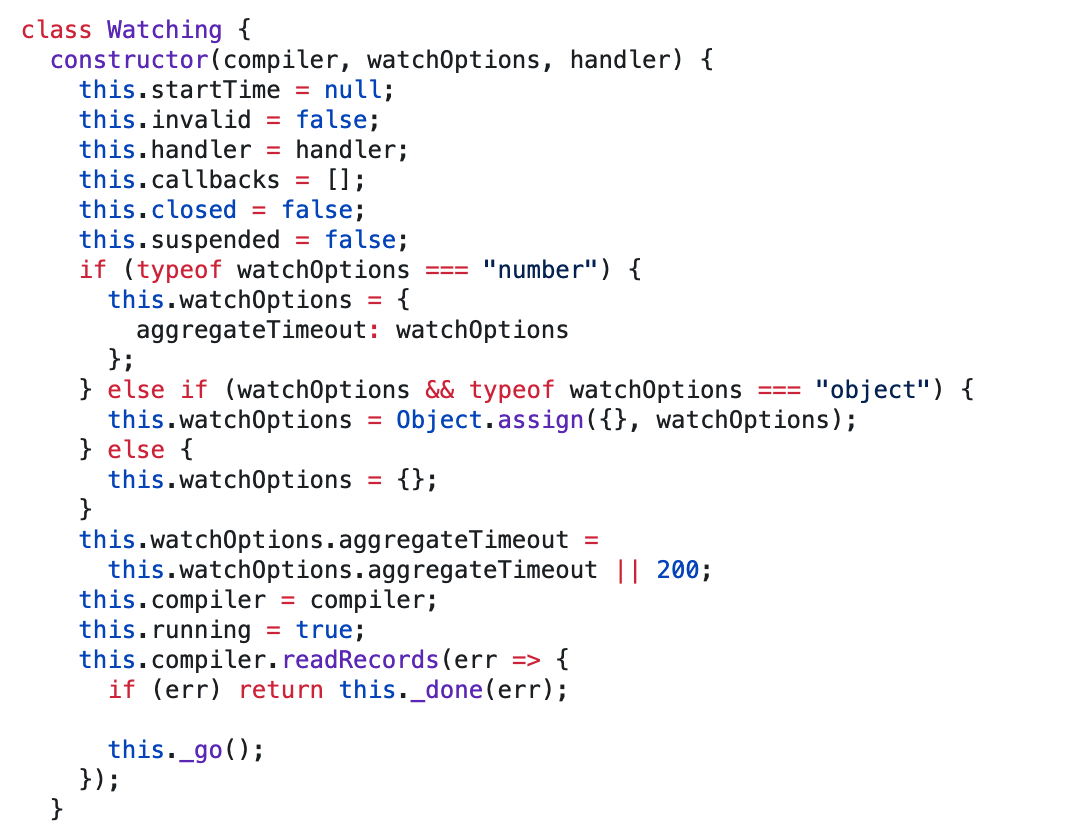 class Watching {
  constructor(compiler, watchOptions, handler) {
    this.startTime = null;
    this.invalid = false;
    this.handler = handler;
    this.callbacks = [];
    this.closed = false;
    this.suspended = false;
    if (typeof watchOptions === "number") {
      this.watchOptions = {
        aggregateTimeout: watchOptions
      };
    } else if (watchOptions && typeof watchOptions === "object") {
      this.watchOptions = Object.assign({}, watchOptions);
    } else {
      this.watchOptions = {};
    }
    this.watchOptions.aggregateTimeout =
      this.watchOptions.aggregateTimeout || 200;
    this.compiler = compiler;
    this.running = true;
    this.compiler.readRecords(err => {
      if (err) return this._done(err);

      this._go();
    });
  }